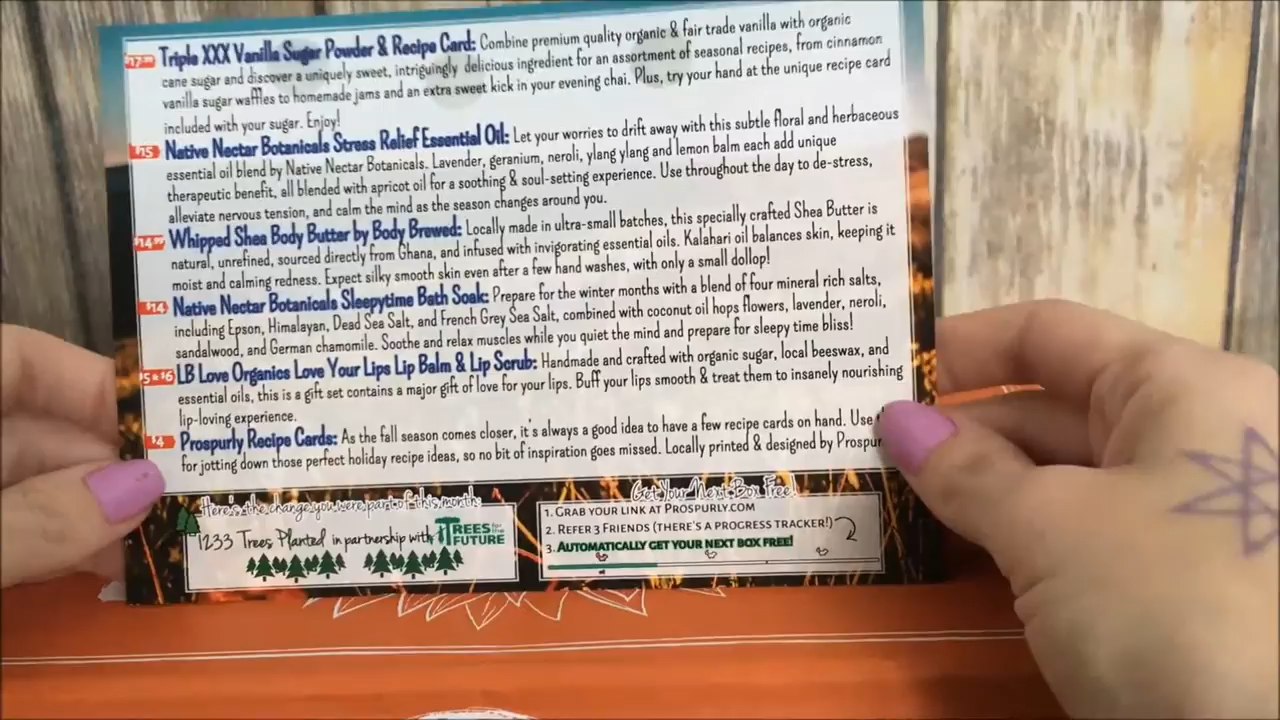 $17.99 Triple XXX Vanilla Sugar Powder & Recipe Card: Combine premium quality organic & fair trade vanilla with organic
cane sugar and discover a uniquely sweet, intriguingly delicious ingredient for an assortment of seasonal recipes, from cinnamon
vanilla sugar waffles to homemade jams and an extra sweet kick in your evening chai. Plus, try your hand at the unique recipe card
included with your sugar. Enjoy!
$15 Native Nectar Botanicals Stress Relief Essential Oil: Let your worries to drift away with this subtle floral and herbaceous
essential oil blend by Native Nectar Botanicals. Lavender, geranium, neroli, ylang ylang and lemon balm each add unique
therapeutic benefit, all blended with apricot oil for a soothing & soul-setting experience. Use throughout the day to de-stress,
alleviate nervous tension, and calm the mind as the season changes around you.
$14.99 Whipped Shea Body Butter by Body Brewed: Locally made in ultra-small batches, this specially crafted Shea Butter is
natural, unrefined, sourced directly from Ghana, and infused with invigorating essential oils. Kalahari oil balances skin, keeping it
moist and calming redness. Expect silky smooth skin even after a few hand washes, with only a small dollop!
$14 Native Nectar Botanicals Sleepytime Bath Soak: Prepare for the winter months with a blend of four mineral rich salts,
including Epson, Himalayan, Dead Sea Salt, and French Grey Sea Salt, combined with coconut oil hops flowers, lavender, neroli,
sandalwood, and German chamomile. Soothe and relax muscles while you quiet the mind and prepare for sleepy time bliss!
$5 & $6 LB Love Organics Love Your Lips Lip Balm & Lip Scrub: Handmade and crafted with organic sugar, local beeswax, and
essential oils, this is a gift set contains a major gift of love for your lips. Buff your lips smooth & treat them to insanely nourishing
lip-loving experience.
$4 Prospurly Recipe Cards: As the fall season comes closer, it's always a good idea to have a few recipe cards on hand. Use
for jotting down those perfect holiday recipe ideas, so no bit of inspiration goes missed. Locally printed & designed by Prospur
Here's the change you were part of this month:
1233 Trees Planted in partnership with TREES for the FUTURE
Get Your Next Box Free!
1. GRAB YOUR LINK AT PROSPURLY.COM
2. REFER 3 FRIENDS (THERE'S A PROGRESS TRACKER!)
3. AUTOMATICALLY GET YOUR NEXT BOX FREE!